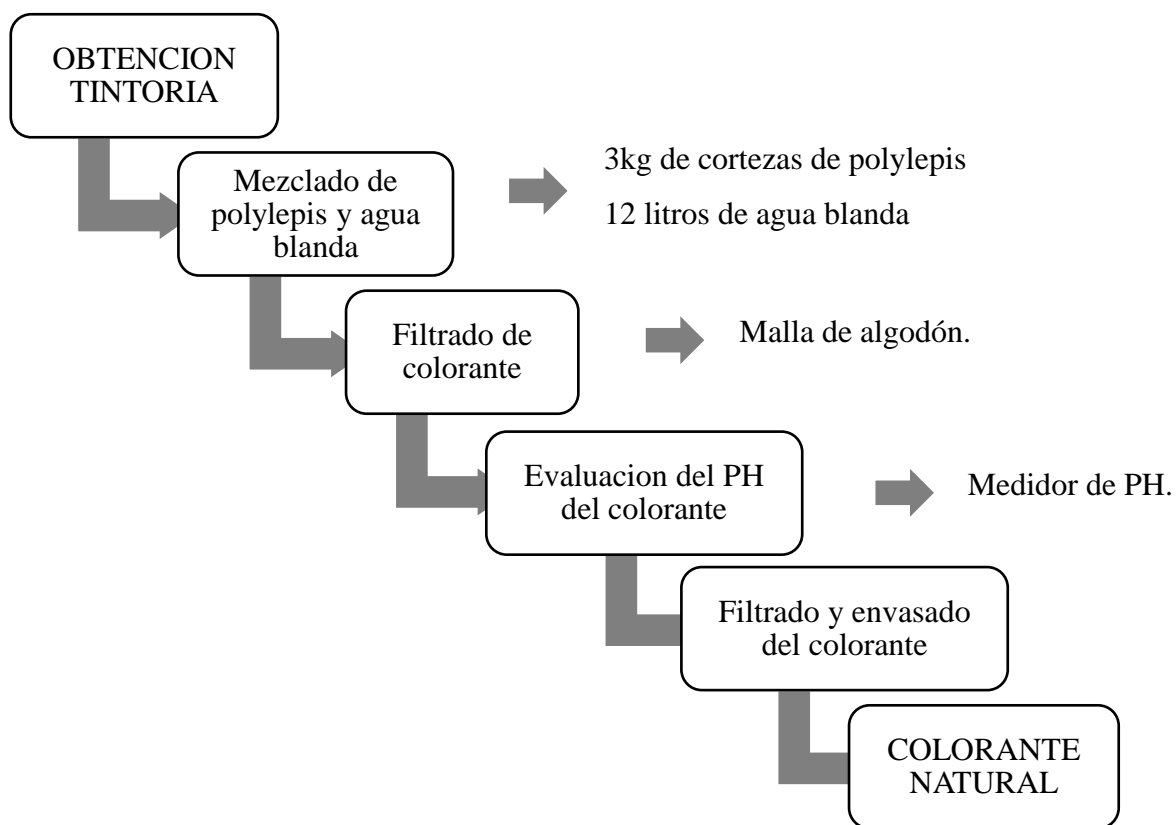 OBTENCION
TINTORIA
Mezclado de
polylepis y agua
blanda
3kg de cortezas de polylepis
12 litros de agua blanda
Filtrado de
colorante
Malla de algodón.
Evaluacion del PH
del colorante
Medidor de PH.
Filtrado y envasado
del colorante
COLORANTE
NATURAL